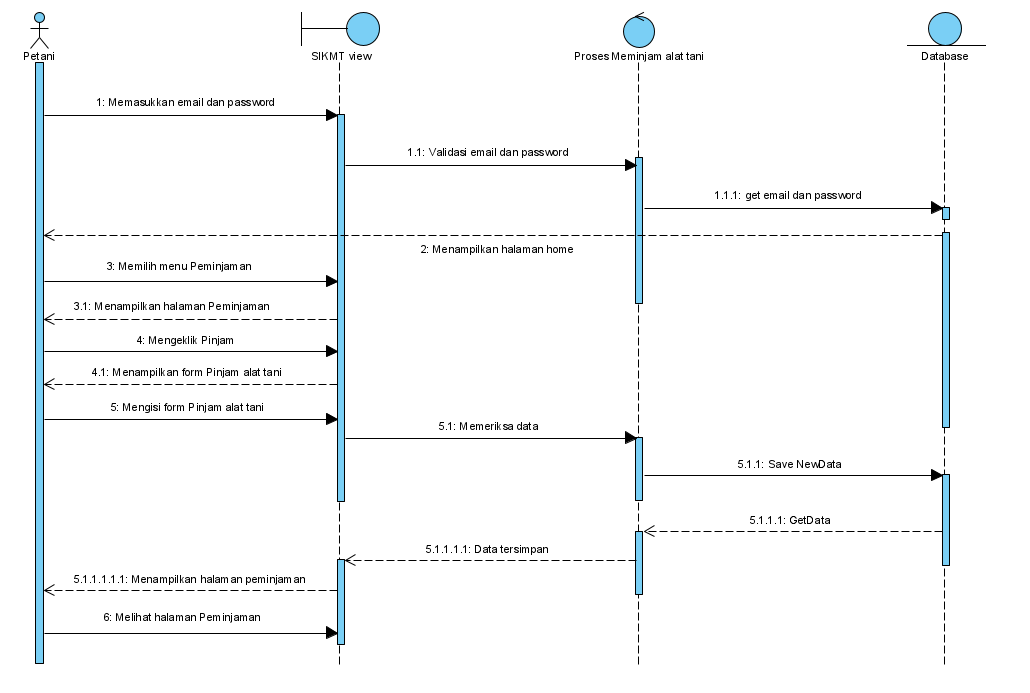 Petani
SIKMT view
Proses Meminjam alat tani
Database
1: Memasukkan email dan password
1.1: Validasi email dan password
1.1.1: get email dan password
2: Menampilkan halaman home
3: Memilih menu Peminjaman
3.1: Menampilkan halaman Peminjaman
4: Mengeklik Pinjam
4.1: Menampilkan form Pinjam alat tani
5: Mengisi form Pinjam alat tani
5.1: Memeriksa data
5.1.1: Save NewData
5.1.1.1: GetData
5.1.1.1.1: Data tersimpan
5.1.1.1.1.1: Menampilkan halaman peminjaman
6: Melihat halaman Peminjaman